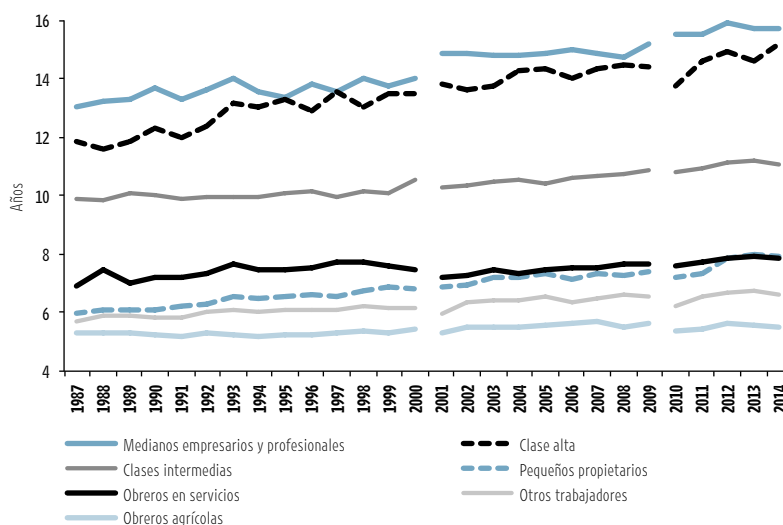 16
14
12
10
8
6
4
Años
1987 1988 1989 1990 1991 1992 1993 1994 1995 1996 1997 1998 1999 2000 2001 2002 2003 2004 2005 2006 2007 2008 2009 2010 2011 2012 2013 2014
Medianos empresarios y profesionales
Clase alta
Clases intermedias
Pequeños propietarios
Obreros en servicios
Otros trabajadores
Obreros agrícolas